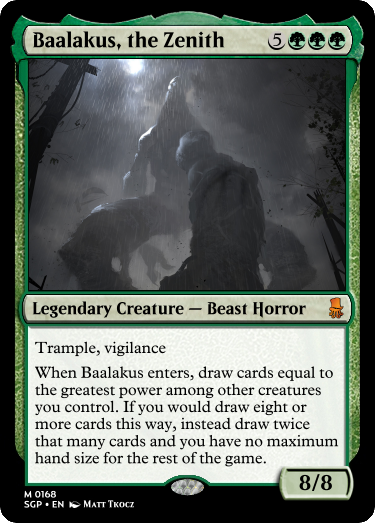 Baalakus, the Zenith 5
Legendary Creature — Beast Horror
Trample, vigilance
When Baalakus enters, draw cards equal to
the greatest power among other creatures
you control. If you would draw eight or
more cards this way, instead draw twice
that many cards and you have no maximum
hand size for the rest of the game.
8/8
M 0168
SGP • EN Matt Tkocz